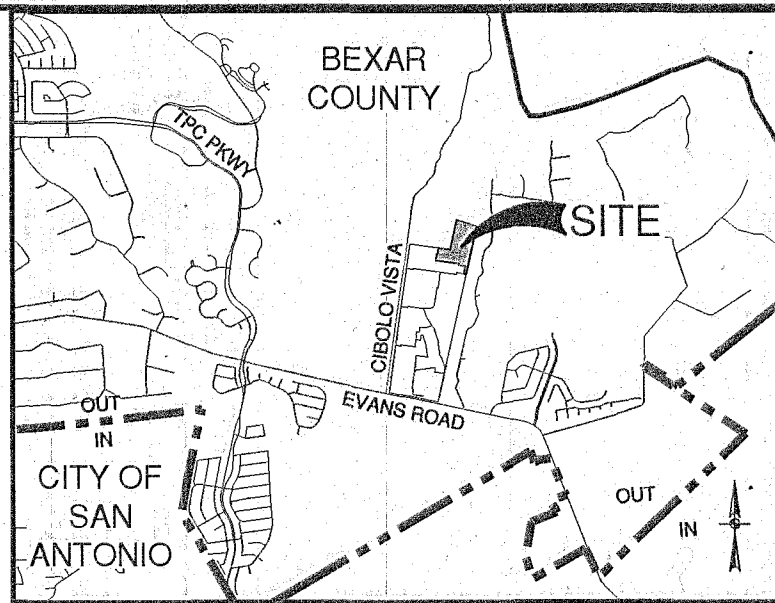 BEXAR
COUNTY
TPC PKWY
SITE
CIBOLO VISTA
EVANS ROAD
OUT
IN
CITY OF
SAN
ANTONIO
OUT
IN